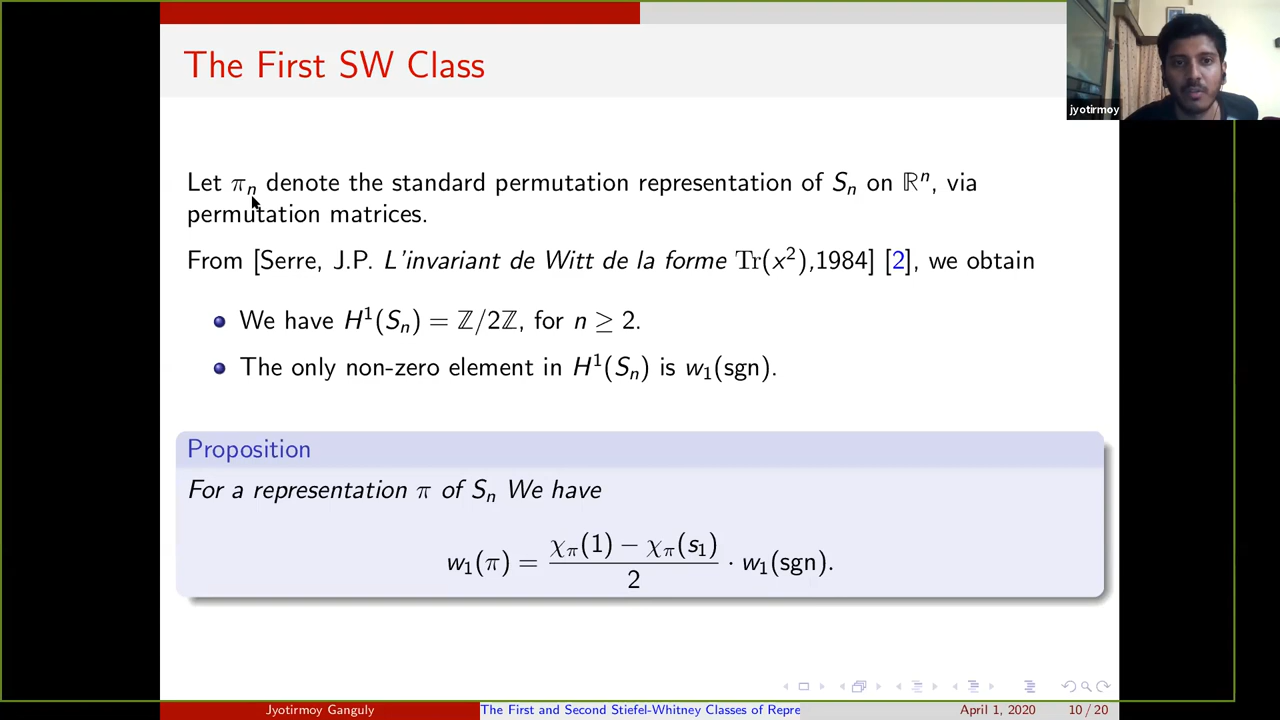 The First SW Class
jyotirmoy
Let πₙ denote the standard permutation representation of Sₙ on ℝⁿ, via
permutation matrices.
From [Serre, J.P. L'invariant de Witt de la forme Tr(x²),1984] [2], we obtain
We have H¹(Sₙ) = ℤ/2ℤ, for n ≥ 2.
The only non-zero element in H¹(Sₙ) is w₁(sgn).
Proposition
For a representation π of Sₙ We have
w₁(π) = (χ_π(1) − χ_π(s₁))/2 · w₁(sgn).
Jyotirmoy Ganguly The First and Second Stiefel-Whitney Classes of Repre April 1, 2020 10 / 20